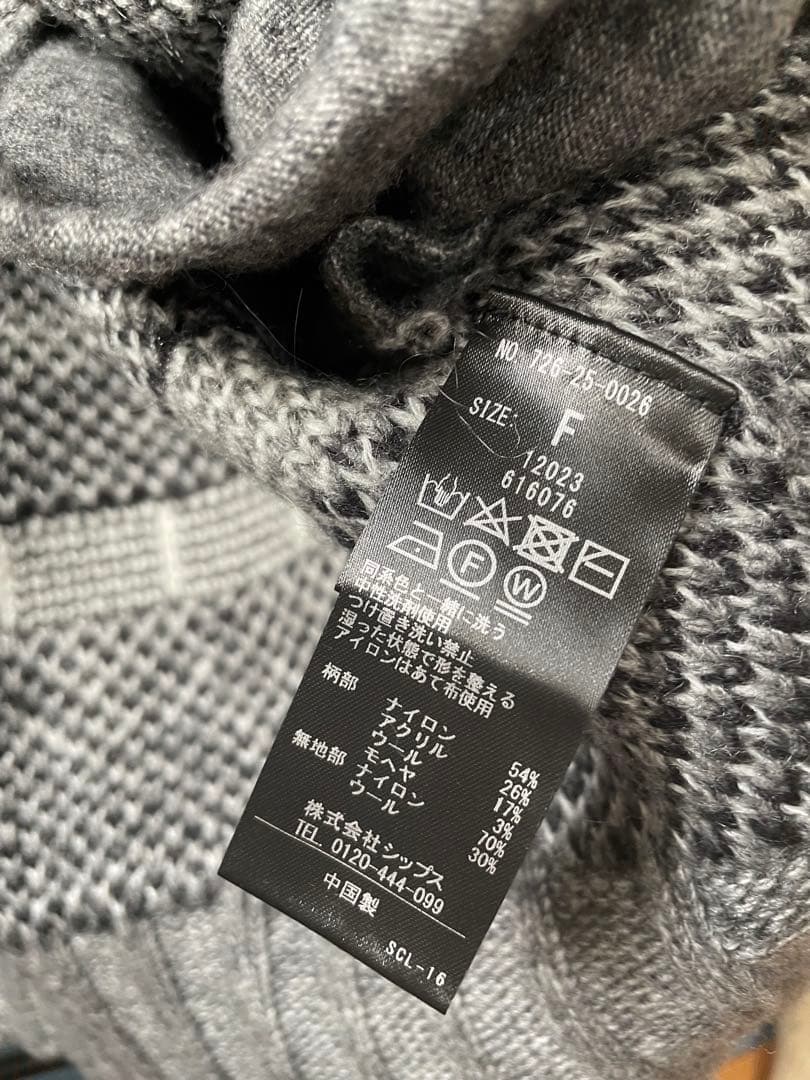 NO. 726-25-0026
SIZE: F
12023
616076
F W
同系色と一緒に洗う
中性洗剤使用
つけ置き洗い禁止
湿った状態で形を整える
アイロンはあて布使用
柄部 ナイロン 54%
アクリル 26%
ウール 17%
モヘヤ 3%
無地部 ナイロン 70%
ウール 30%
株式会社シップス
TEL. 0120-444-099
中国製
SCL-16